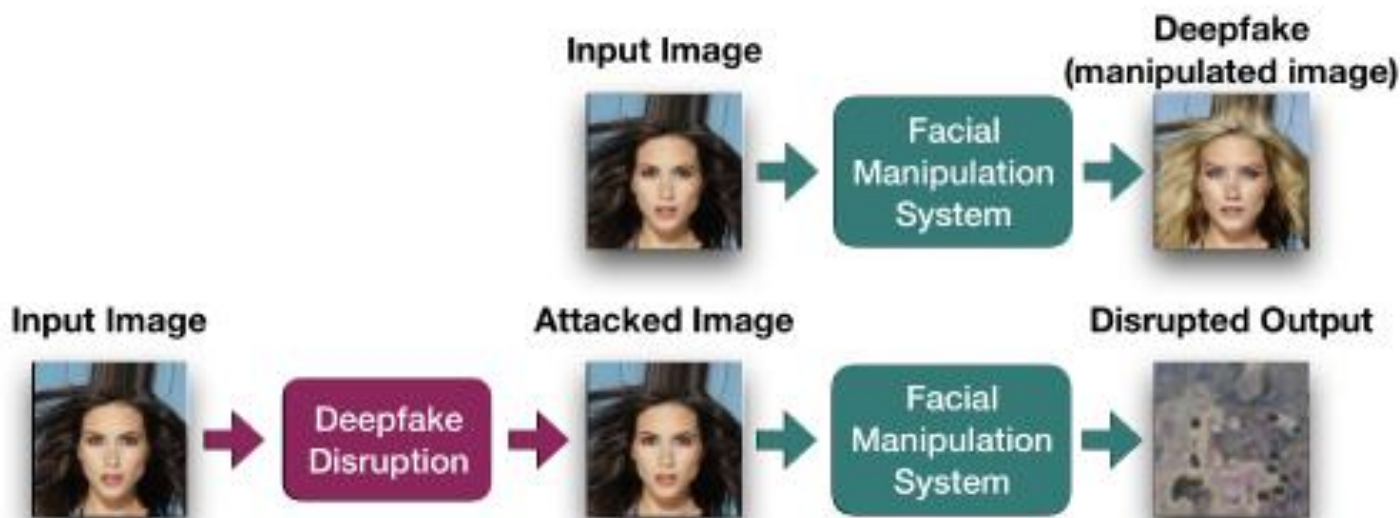 Input Image
Deepfake
(manipulated image)
Facial
Manipulation
System
Input Image
Attacked Image
Disrupted Output
Deepfake
Disruption
Facial
Manipulation
System